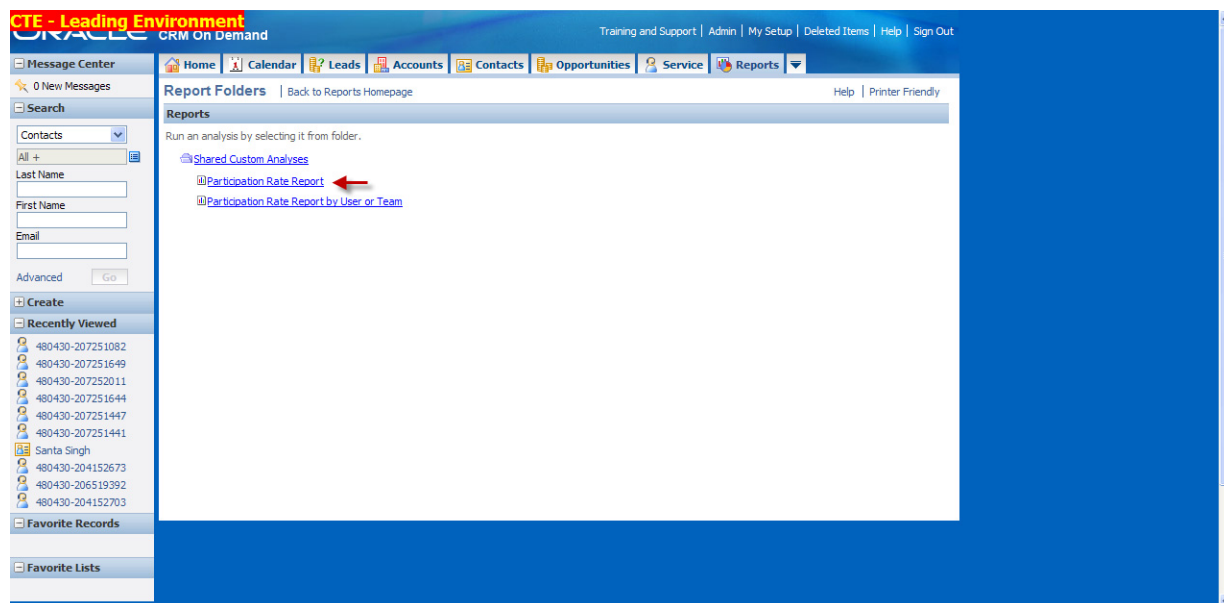 CTE - Leading Environment
ORACLE CRM On Demand
Training and Support | Admin | My Setup | Deleted Items | Help | Sign Out
Message Center
0 New Messages
Search
Contacts
All +
Last Name
First Name
Email
Advanced Go
Create
Recently Viewed
480430-207251082
480430-207251649
480430-207252011
480430-207251644
480430-207251447
480430-207251441
Santa Singh
480430-204152673
480430-206519392
480430-204152703
Favorite Records
Favorite Lists
Home Calendar Leads Accounts Contacts Opportunities Service Reports
Report Folders | Back to Reports Homepage Help | Printer Friendly
Reports
Run an analysis by selecting it from folder.
Shared Custom Analyses
Participation Rate Report
Participation Rate Report by User or Team